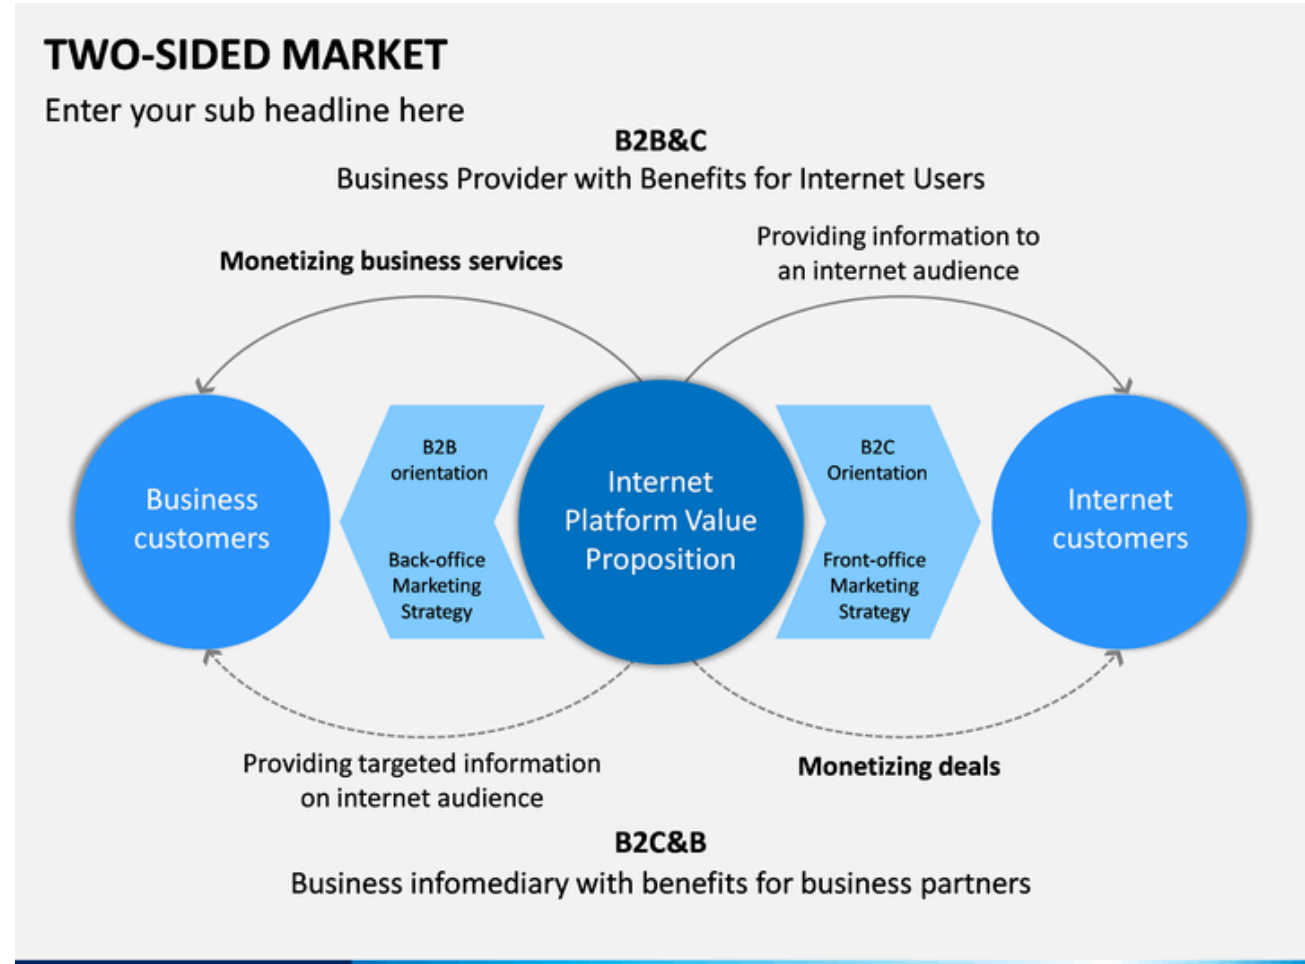 TWO-SIDED MARKET
Enter your sub headline here
B2B&C
Business Provider with Benefits for Internet Users
Monetizing business services
Providing information to
an internet audience
Business
customers
B2B
orientation
Back-office
Marketing
Strategy
Internet
Platform Value
Proposition
B2C
Orientation
Front-office
Marketing
Strategy
Internet
customers
Providing targeted information
on internet audience
Monetizing deals
B2C&B
Business infomediary with benefits for business partners